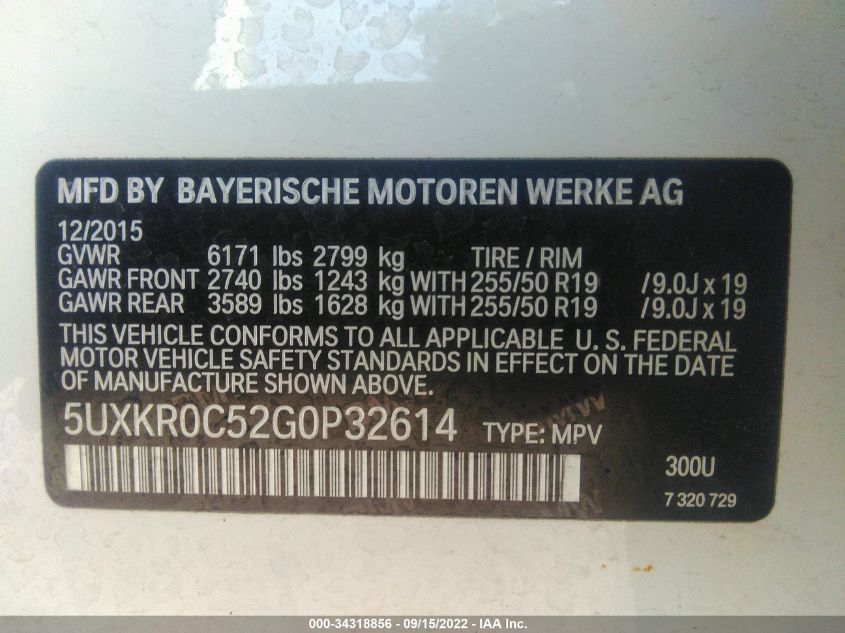 MFD BY BAYERISCHE MOTOREN WERKE AG
12/2015
GVWR 6171 lbs 2799 kg TIRE / RIM
GAWR FRONT 2740 lbs 1243 kg WITH 255/50 R19 /9.0J x 19
GAWR REAR 3589 lbs 1628 kg WITH 255/50 R19 /9.0J x 19
THIS VEHICLE CONFORMS TO ALL APPLICABLE U. S. FEDERAL
MOTOR VEHICLE SAFETY STANDARDS IN EFFECT ON THE DATE
OF MANUFACTURE SHOWN ABOVE.
5UXKR0C52G0P32614 TYPE: MPV
300U
7 320 729
000-34318856 - 09/15/2022 - IAA Inc.